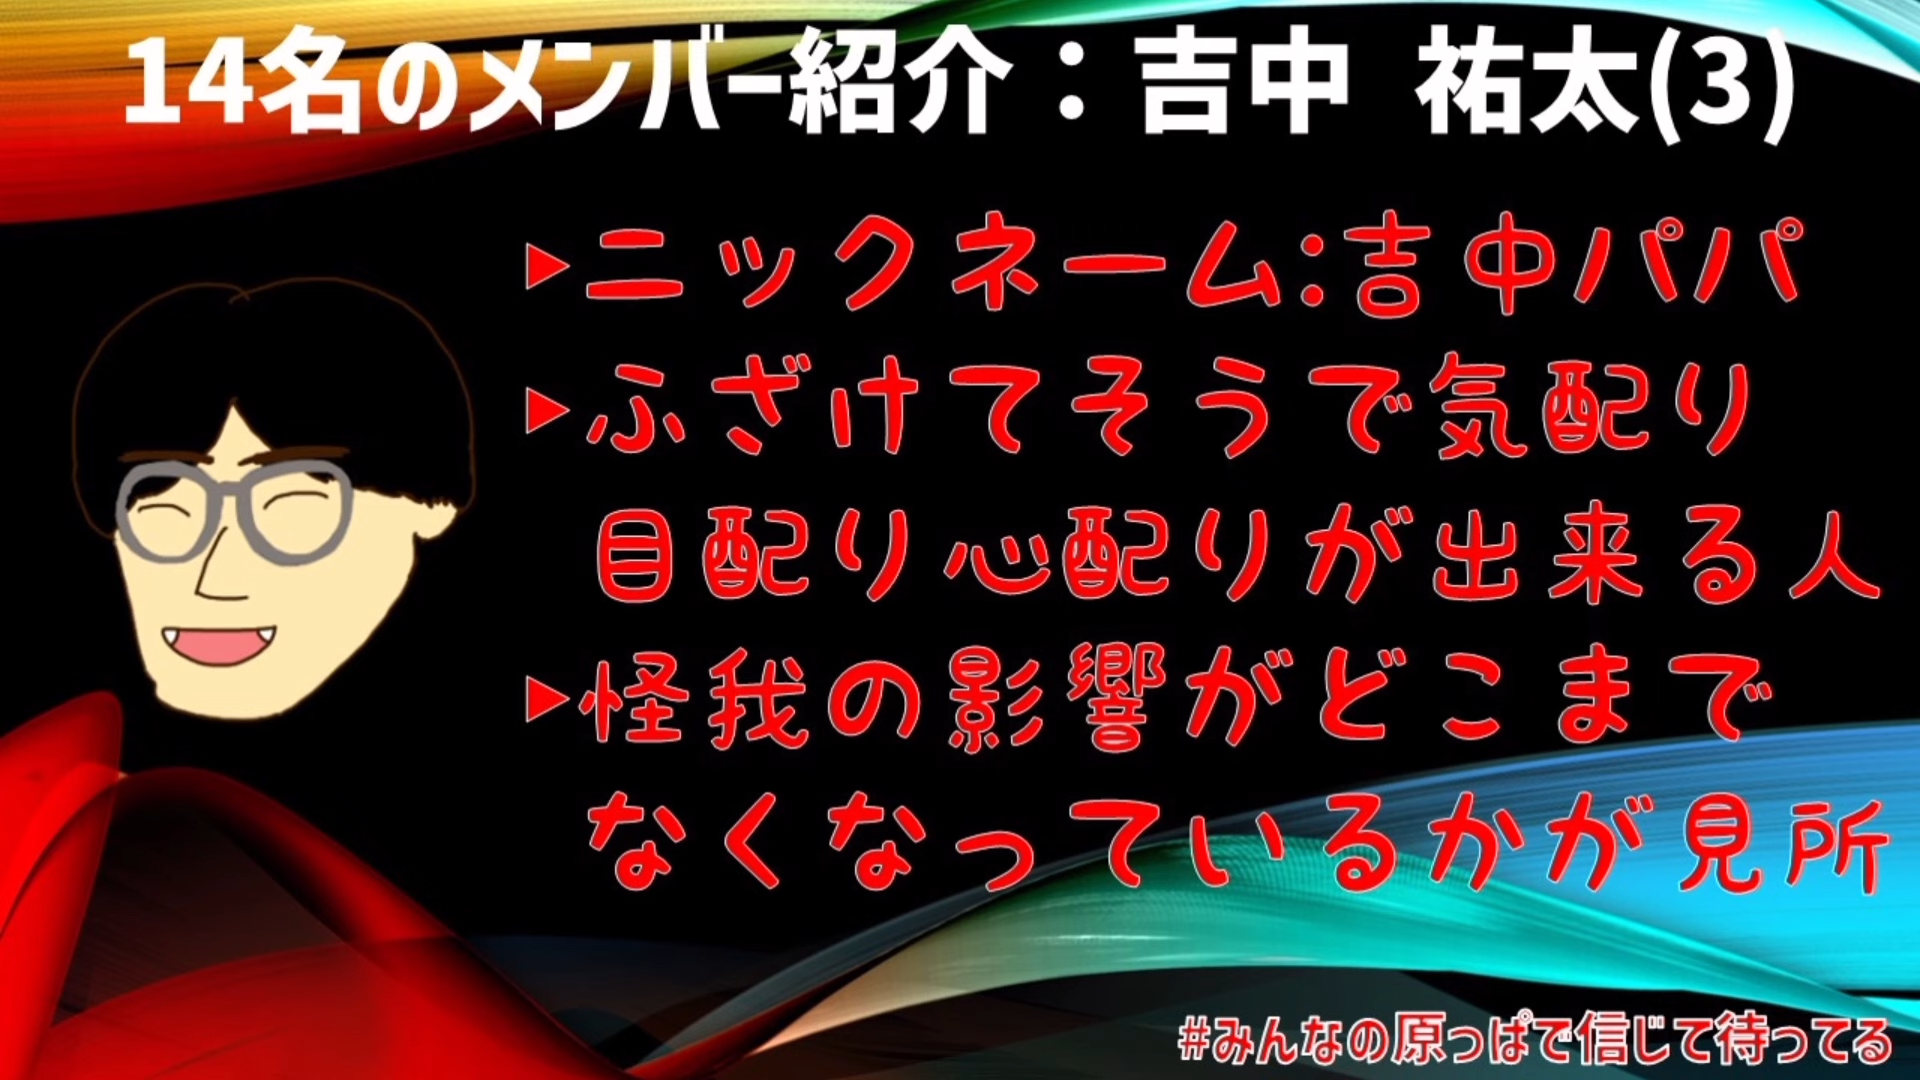 14名のメンバー紹介：吉中 祐太(3)
▶ニックネーム:吉中パパ
▶ふざけてそうで気配り
目配り心配りが出来る人
▶怪我の影響がどこまで
なくなっているかが見所
#みんなの原っぱで信じて待ってる